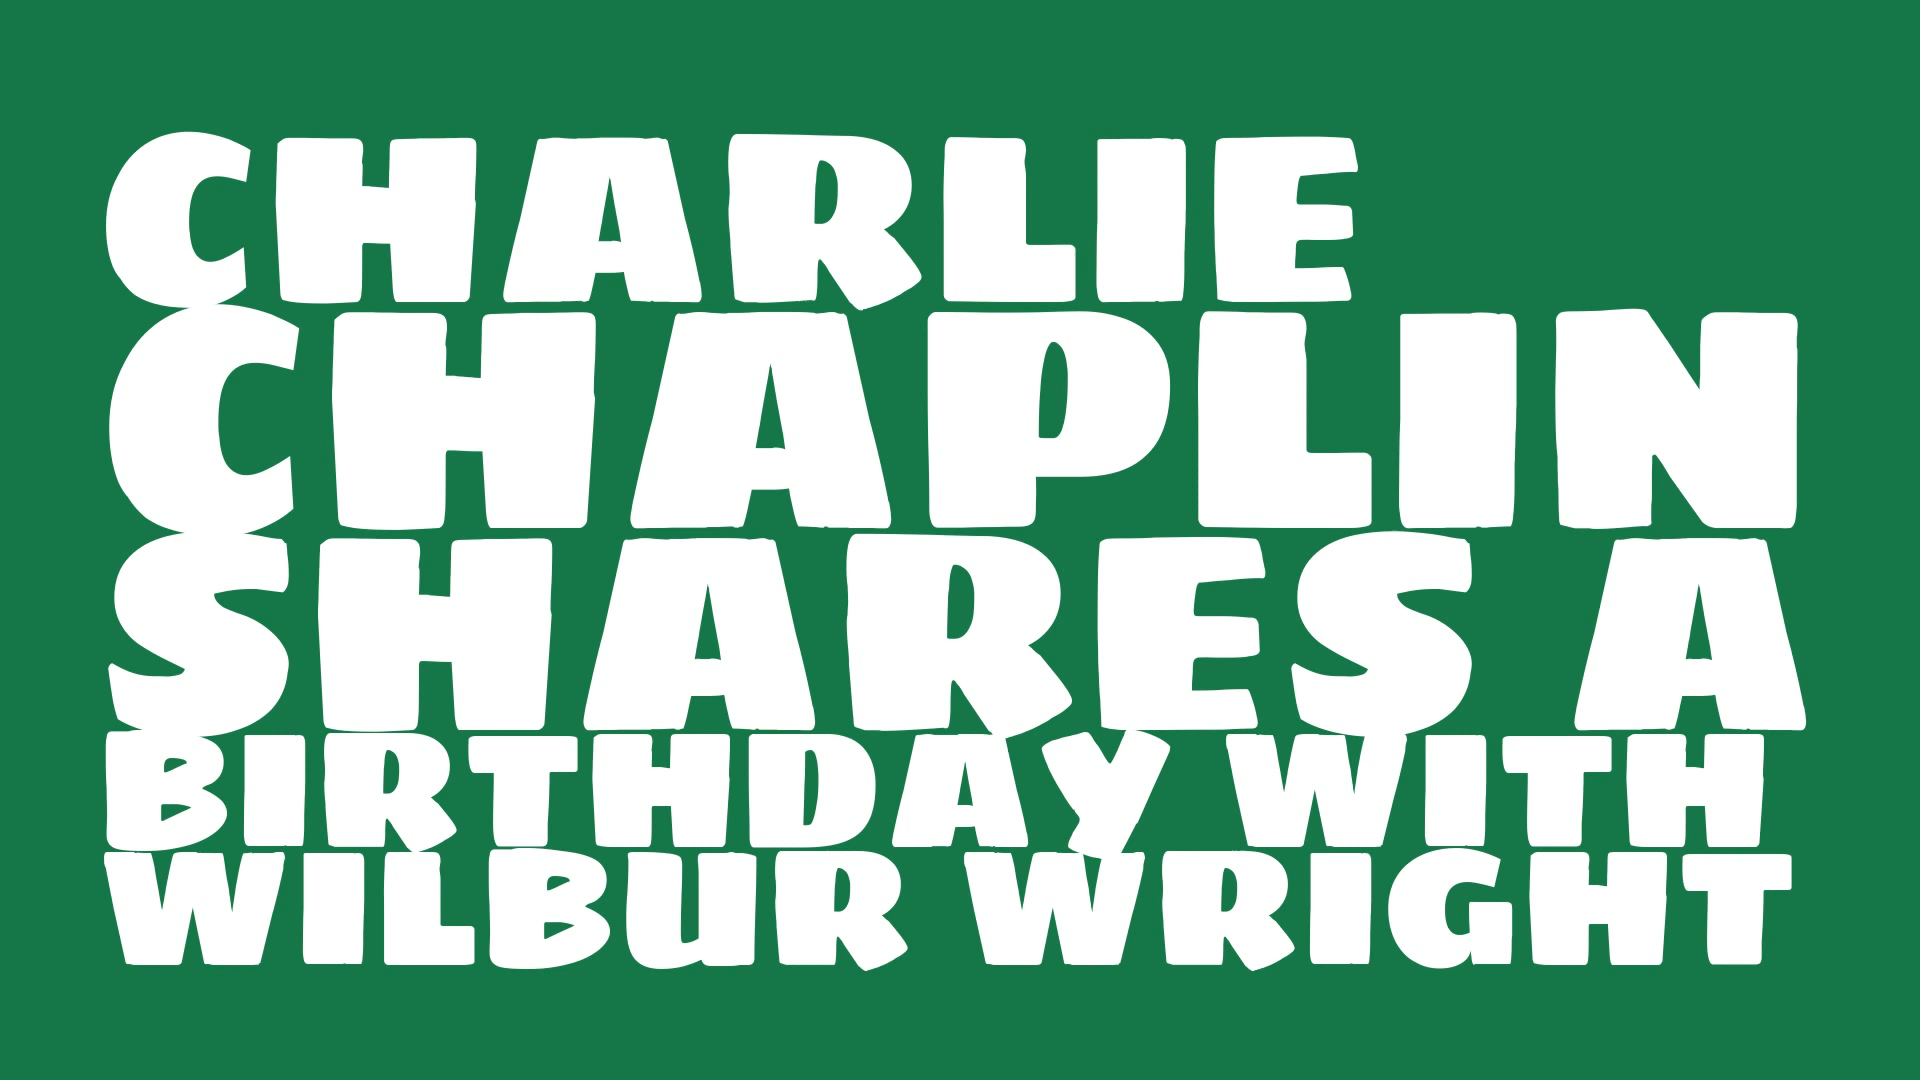 CHARLIE
CHAPLIN
SHARES A
BIRTHDAY WITH
WILBUR WRIGHT